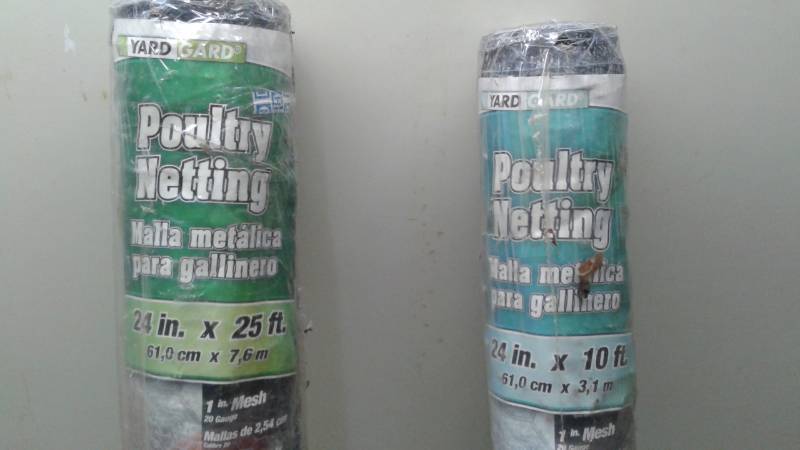 YARD GARD®
Poultry
Netting
Malla metálica
para gallinero
24 in. x 25 ft.
61,0 cm x 7,6 m
1 in. Mesh
20 Gauge
Mallas de 2,54 cm
Calibre 20
YARD GARD
Poultry
Netting
Malla metálica
para gallinero
24 in. x 10 ft.
61,0 cm x 3,1 m
1 in. Mesh